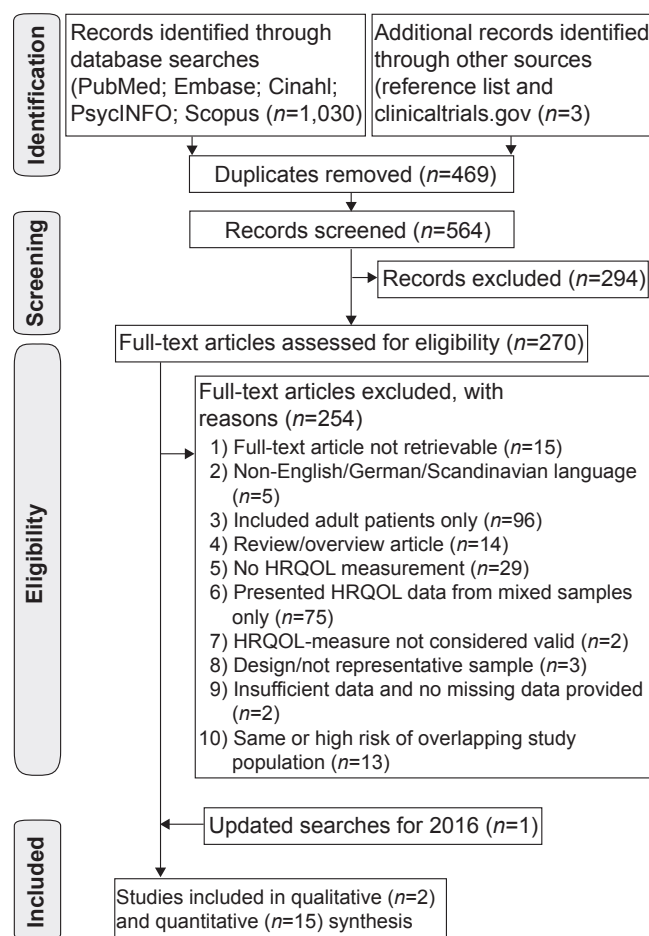 Identification
Records identified through
database searches
(PubMed; Embase; Cinahl;
PsycINFO; Scopus (n=1,030)
Additional records identified
through other sources
(reference list and
clinicaltrials.gov (n=3)
Duplicates removed (n=469)
Screening
Records screened (n=564)
Records excluded (n=294)
Full-text articles assessed for eligibility (n=270)
Eligibility
Full-text articles excluded, with
reasons (n=254)
1) Full-text article not retrievable (n=15)
2) Non-English/German/Scandinavian language
(n=5)
3) Included adult patients only (n=96)
4) Review/overview article (n=14)
5) No HRQOL measurement (n=29)
6) Presented HRQOL data from mixed samples
only (n=75)
7) HRQOL-measure not considered valid (n=2)
8) Design/not representative sample (n=3)
9) Insufficient data and no missing data provided
(n=2)
10) Same or high risk of overlapping study
population (n=13)
Updated searches for 2016 (n=1)
Included
Studies included in qualitative (n=2)
and quantitative (n=15) synthesis